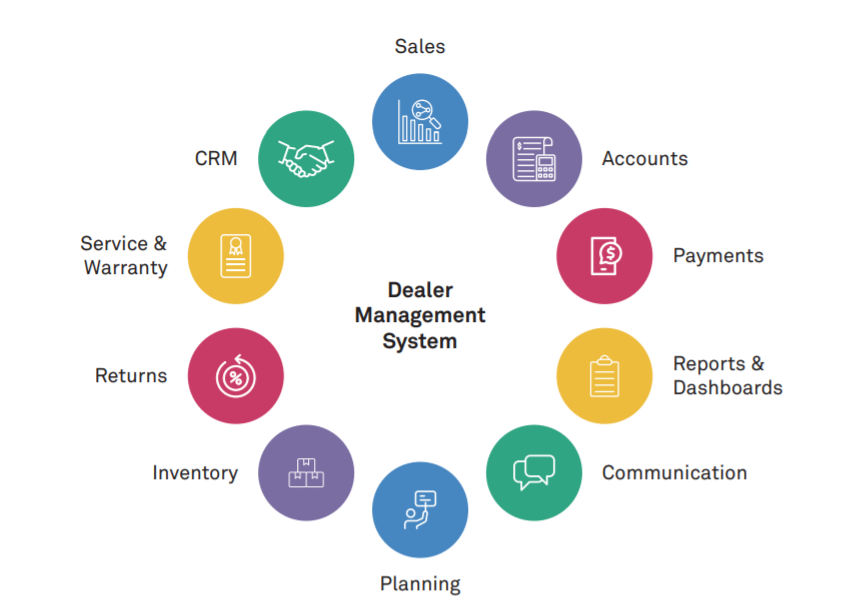 Sales
CRM
Accounts
Service &
Warranty
Payments
Dealer
Management
System
Returns
Reports &
Dashboards
Inventory
Communication
Planning